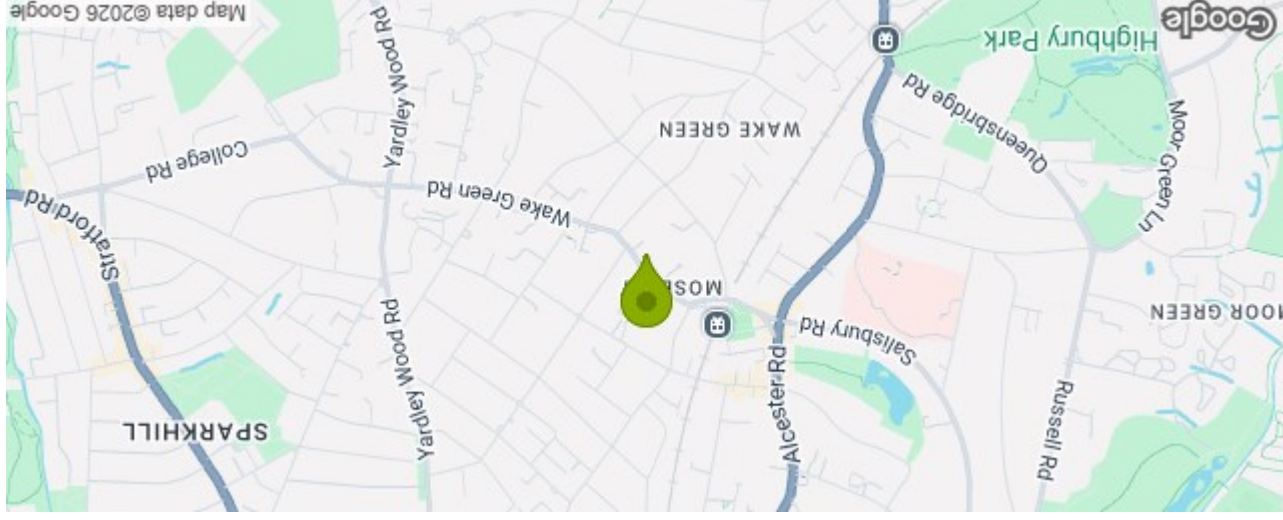 Russell Rd
SPARKHILL
Yardley Wood Rd
Alcester Rd
Salisbury Rd
MOOR GREEN
MOSE
Stratford Rd
Wake Green Rd
Moor Green Ln
College Rd
Yardley Wood Rd
WAKE GREEN
Queensbridge Rd
Highbury Park
Google
Map data ©2026 Google